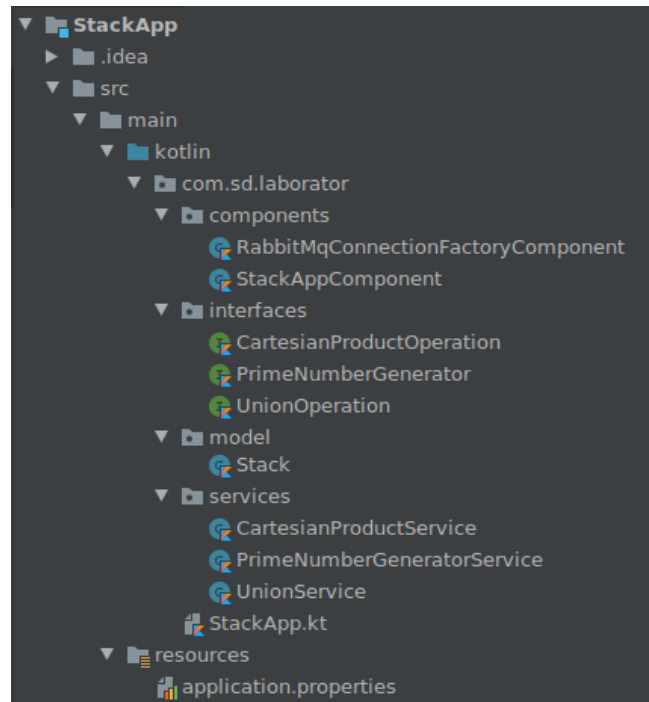 StackApp
.idea
src
main
kotlin
com.sd.laborator
components
RabbitMqConnectionFactoryComponent
StackAppComponent
interfaces
CartesianProductOperation
PrimeNumberGenerator
UnionOperation
model
Stack
services
CartesianProductService
PrimeNumberGeneratorService
UnionService
StackApp.kt
resources
application.properties